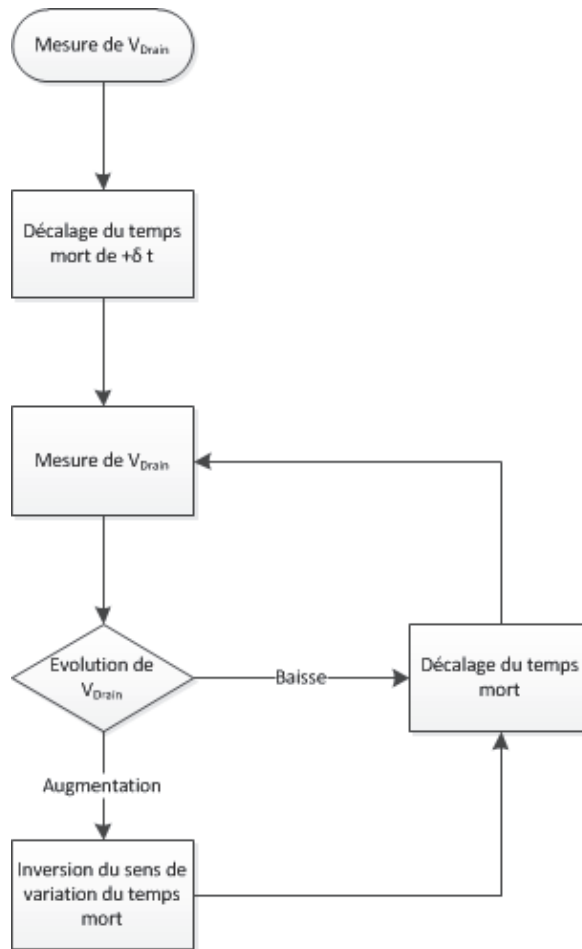 Mesure de VDrain
Décalage du temps
mort de +δ t
Mesure de VDrain
Evolution de
VDrain
Baisse
Décalage du temps
mort
Augmentation
Inversion du sens de
variation du temps
mort